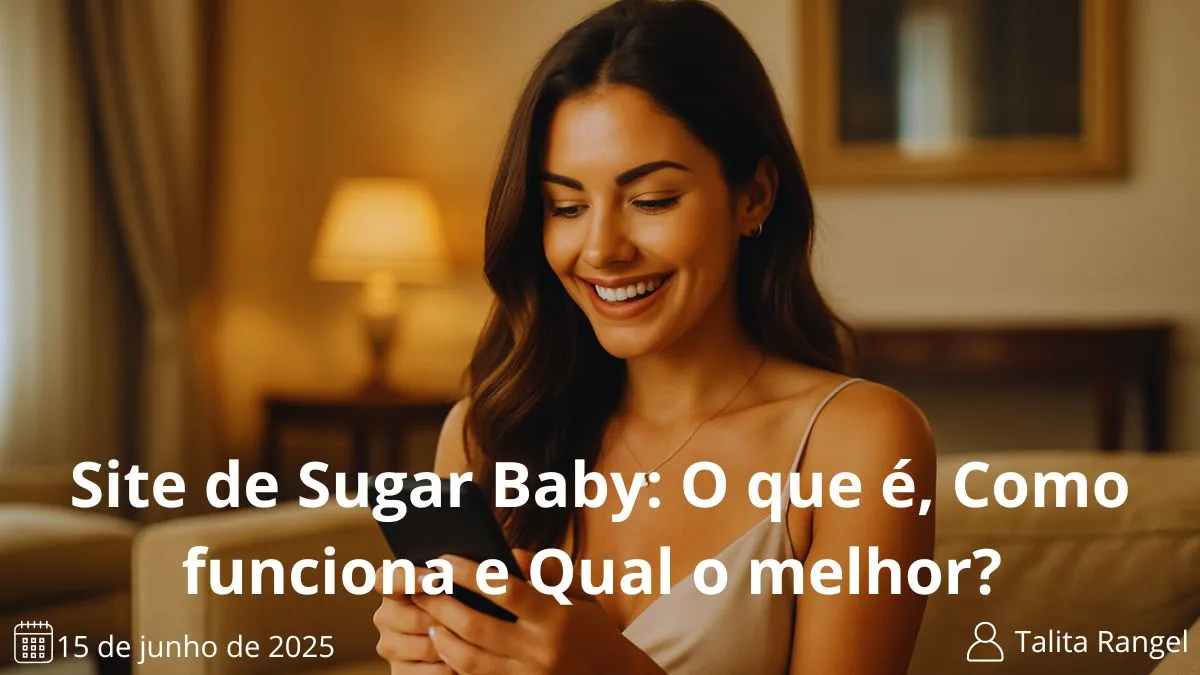 Site de Sugar Baby: O que é, Como
funciona e Qual o melhor?
15 de junho de 2025
Talita Rangel